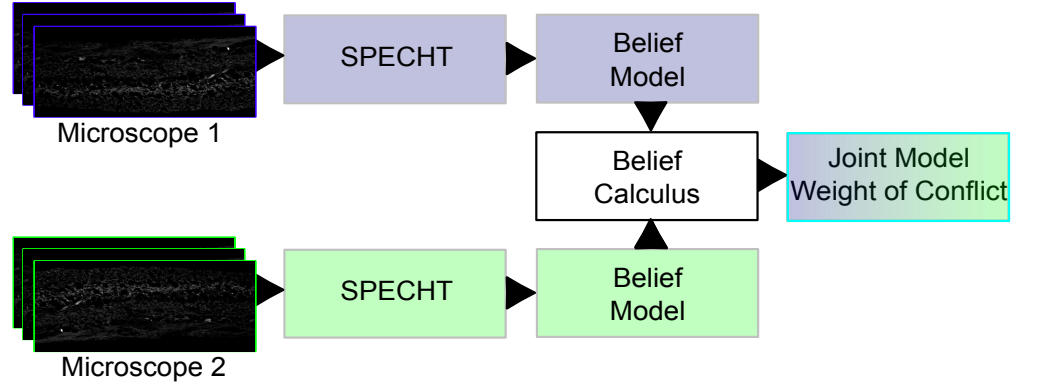 SPECHT
Belief
Model
Microscope 1
Belief
Calculus
Joint Model
Weight of Conflict
SPECHT
Belief
Model
Microscope 2